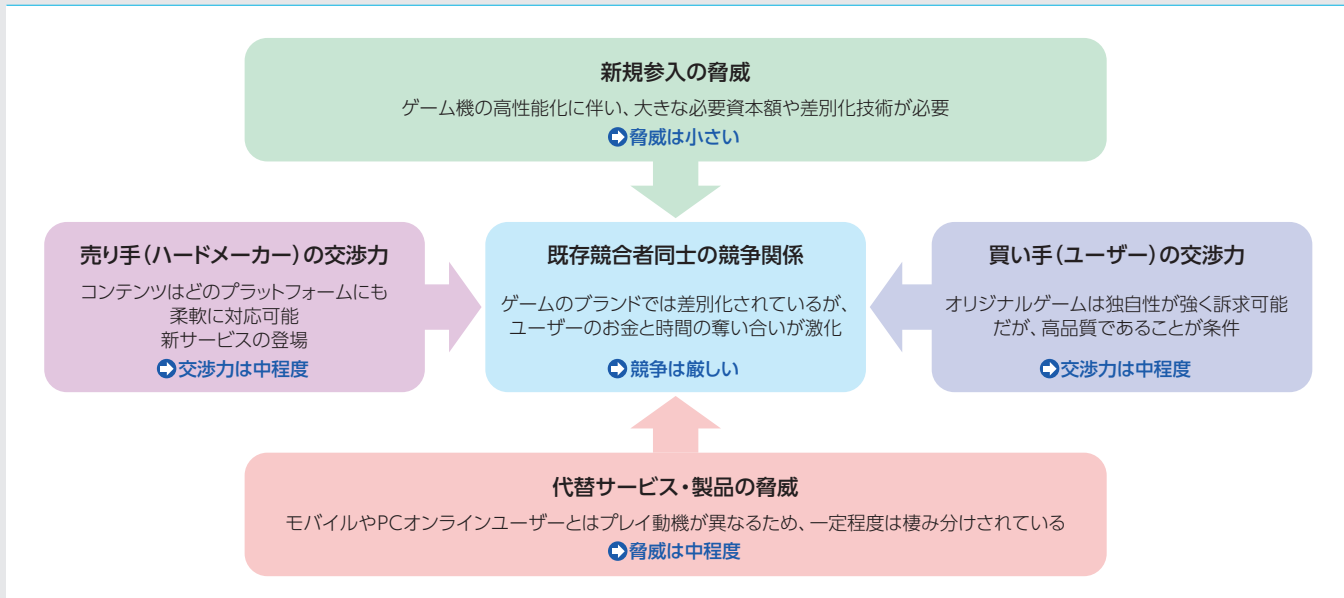 新規参入の脅威
ゲーム機の高性能化に伴い、大きな必要資本額や差別化技術が必要
脅威は小さい
売り手（ハードメーカー）の交渉力
コンテンツはどのプラットフォームにも
柔軟に対応可能
新サービスの登場
交渉力は中程度
既存競合者同士の競争関係
ゲームのブランドでは差別化されているが、
ユーザーのお金と時間の奪い合いが激化
競争は厳しい
買い手（ユーザー）の交渉力
オリジナルゲームは独自性が強く訴求可能
だが、高品質であることが条件
交渉力は中程度
代替サービス・製品の脅威
モバイルやPCオンラインユーザーとはプレイ動機が異なるため、一定程度は棲み分けされている
脅威は中程度